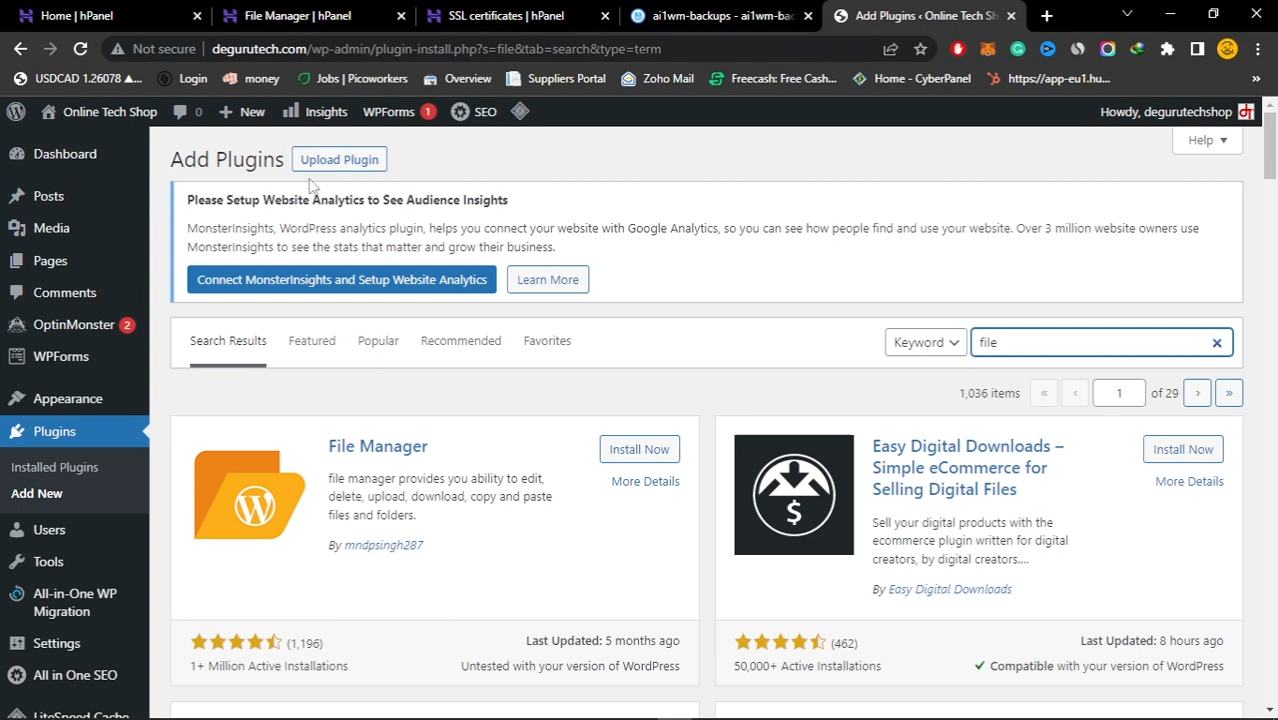 Home | hPanel
File Manager | hPanel
SSL certificates | hPanel
ai1wm-backups - ai1wm-bac
Add Plugins ‹ Online Tech Sh
Not secure
degurutech.com/wp-admin/plugin-install.php?s=file&tab=search&type=term
USDCAD 1.26078 ▲...
Login
money
Jobs | Picoworkers
Overview
Suppliers Portal
Zoho Mail
Freecash: Free Cash...
Home - CyberPanel
https://app-eu1.hu...
»
Online Tech Shop
0
New
Insights
WPForms 1
SEO
Howdy, degurutechshop
dt
Dashboard
Posts
Media
Pages
Comments
OptinMonster 2
WPForms
Appearance
Plugins
Installed Plugins
Add New
Users
Tools
All-in-One WP
Migration
Settings
All in One SEO
LiteSpeed Cache
Help
Add Plugins
Upload Plugin
Please Setup Website Analytics to See Audience Insights
MonsterInsights, WordPress analytics plugin, helps you connect your website with Google Analytics, so you can see how people find and use your website. Over 3 million website owners use
MonsterInsights to see the stats that matter and grow their business.
Connect MonsterInsights and Setup Website Analytics
Learn More
Search Results
Featured
Popular
Recommended
Favorites
Keyword
file
1,036 items
«
‹
1
of 29
›
»
File Manager
Install Now
More Details
file manager provides you ability to edit,
delete, upload, download, copy and paste
files and folders.
By mndpsingh287
(1,196)
1+ Million Active Installations
Last Updated: 5 months ago
Untested with your version of WordPress
Easy Digital Downloads –
Simple eCommerce for
Selling Digital Files
Install Now
More Details
Sell your digital products with the
ecommerce plugin written for digital
creators, by digital creators....
By Easy Digital Downloads
(462)
50,000+ Active Installations
Last Updated: 8 hours ago
✓ Compatible with your version of WordPress